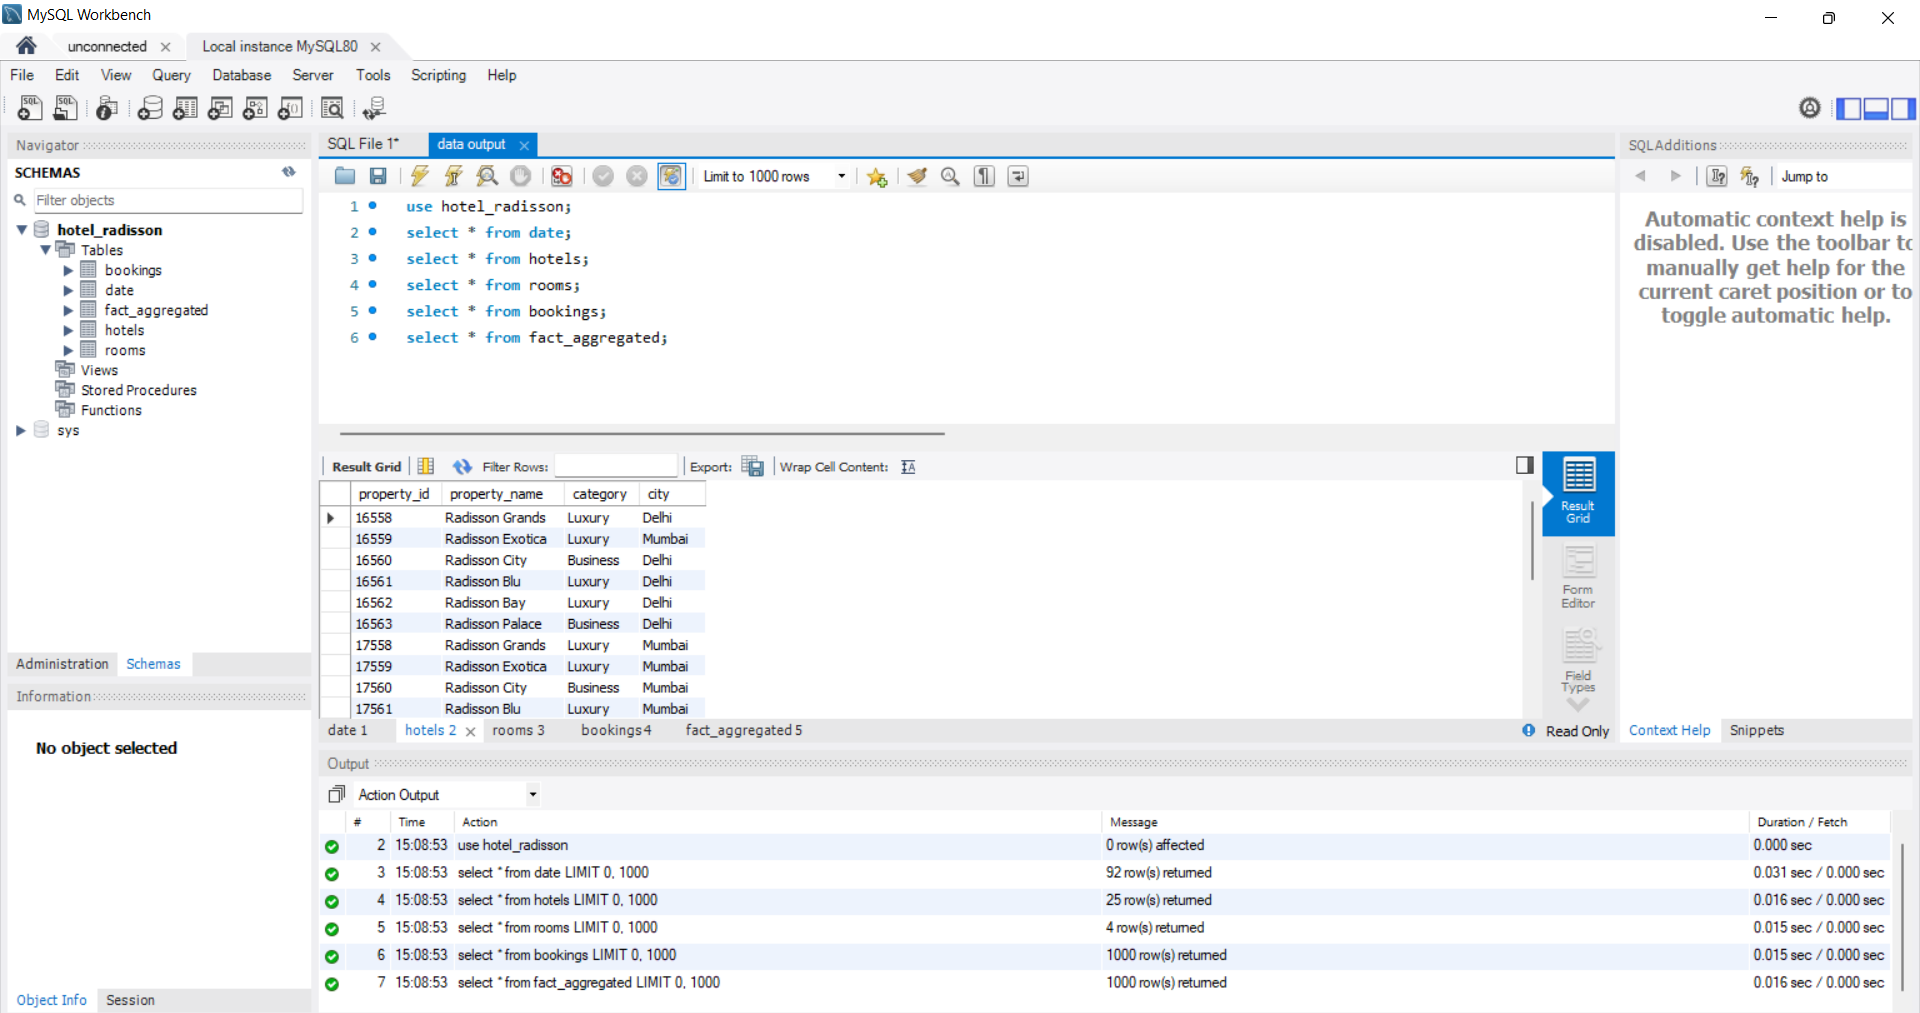 MySQL Workbench
unconnected
Local instance MySQL80
File Edit View Query Database Server Tools Scripting Help
Navigator
SCHEMAS
Filter objects
hotel_radisson
Tables
bookings
date
fact_aggregated
hotels
rooms
Views
Stored Procedures
Functions
sys
Administration Schemas
Information
No object selected
Object Info Session
SQL File 1* data output
Limit to 1000 rows
1 use hotel_radisson;
2 select * from date;
3 select * from hotels;
4 select * from rooms;
5 select * from bookings;
6 select * from fact_aggregated;
Result Grid Filter Rows: Export: Wrap Cell Content:
property_id property_name category city
16558 Radisson Grands Luxury Delhi
16559 Radisson Exotica Luxury Mumbai
16560 Radisson City Business Delhi
16561 Radisson Blu Luxury Delhi
16562 Radisson Bay Luxury Delhi
16563 Radisson Palace Business Delhi
17558 Radisson Grands Luxury Mumbai
17559 Radisson Exotica Luxury Mumbai
17560 Radisson City Business Mumbai
17561 Radisson Blu Luxury Mumbai
Result
Grid
Form
Editor
Field
Types
date 1 hotels 2 rooms 3 bookings 4 fact_aggregated 5
Read Only
SQLAdditions
Jump to
Automatic context help is
disabled. Use the toolbar to
manually get help for the
current caret position or to
toggle automatic help.
Context Help Snippets
Output
Action Output
# Time Action Message Duration / Fetch
2 15:08:53 use hotel_radisson 0 row(s) affected 0.000 sec
3 15:08:53 select * from date LIMIT 0, 1000 92 row(s) returned 0.031 sec / 0.000 sec
4 15:08:53 select * from hotels LIMIT 0, 1000 25 row(s) returned 0.016 sec / 0.000 sec
5 15:08:53 select * from rooms LIMIT 0, 1000 4 row(s) returned 0.015 sec / 0.000 sec
6 15:08:53 select * from bookings LIMIT 0, 1000 1000 row(s) returned 0.015 sec / 0.000 sec
7 15:08:53 select * from fact_aggregated LIMIT 0, 1000 1000 row(s) returned 0.016 sec / 0.000 sec